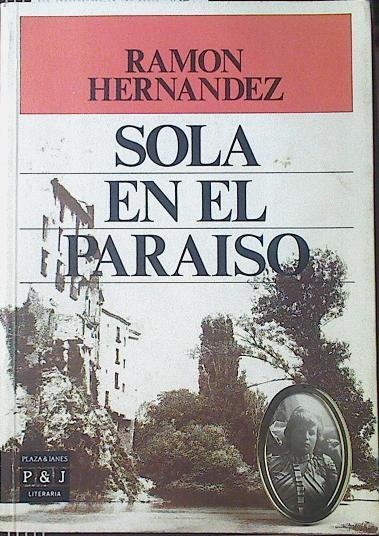 RAMON
HERNANDEZ
SOLA
EN EL
PARAISO
PLAZA & JANES
P & J
LITERARIA